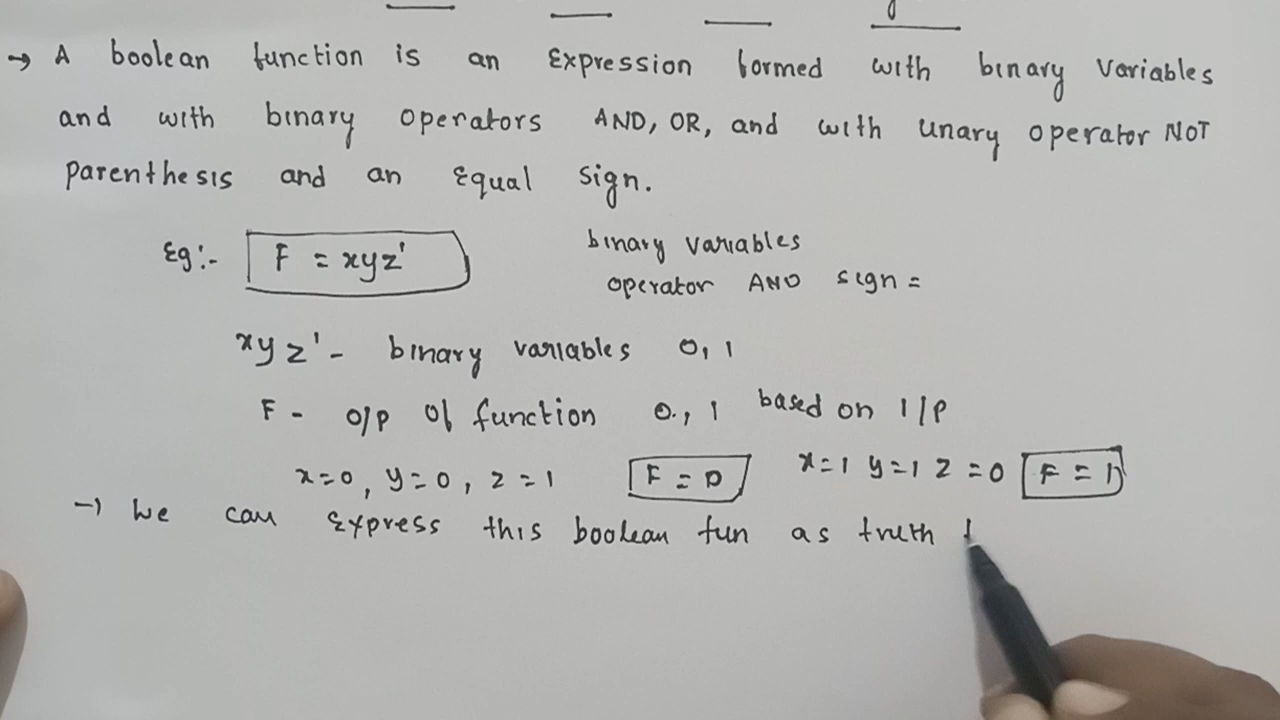 → A boolean function is an Expression formed with binary Variables
and with binary operators AND, OR, and with unary operator NOT
Parenthesis and an Equal sign.
Eg:- F = xyz'
binary variables
operator AND sign =
xyz' - binary variables 0, 1
F - O/P of function 0, 1 based on I/P
x=0, y=0, z=1 F = 0 x=1 y=1 z=0 F = 1
→ We can Express this boolean fun as truth t